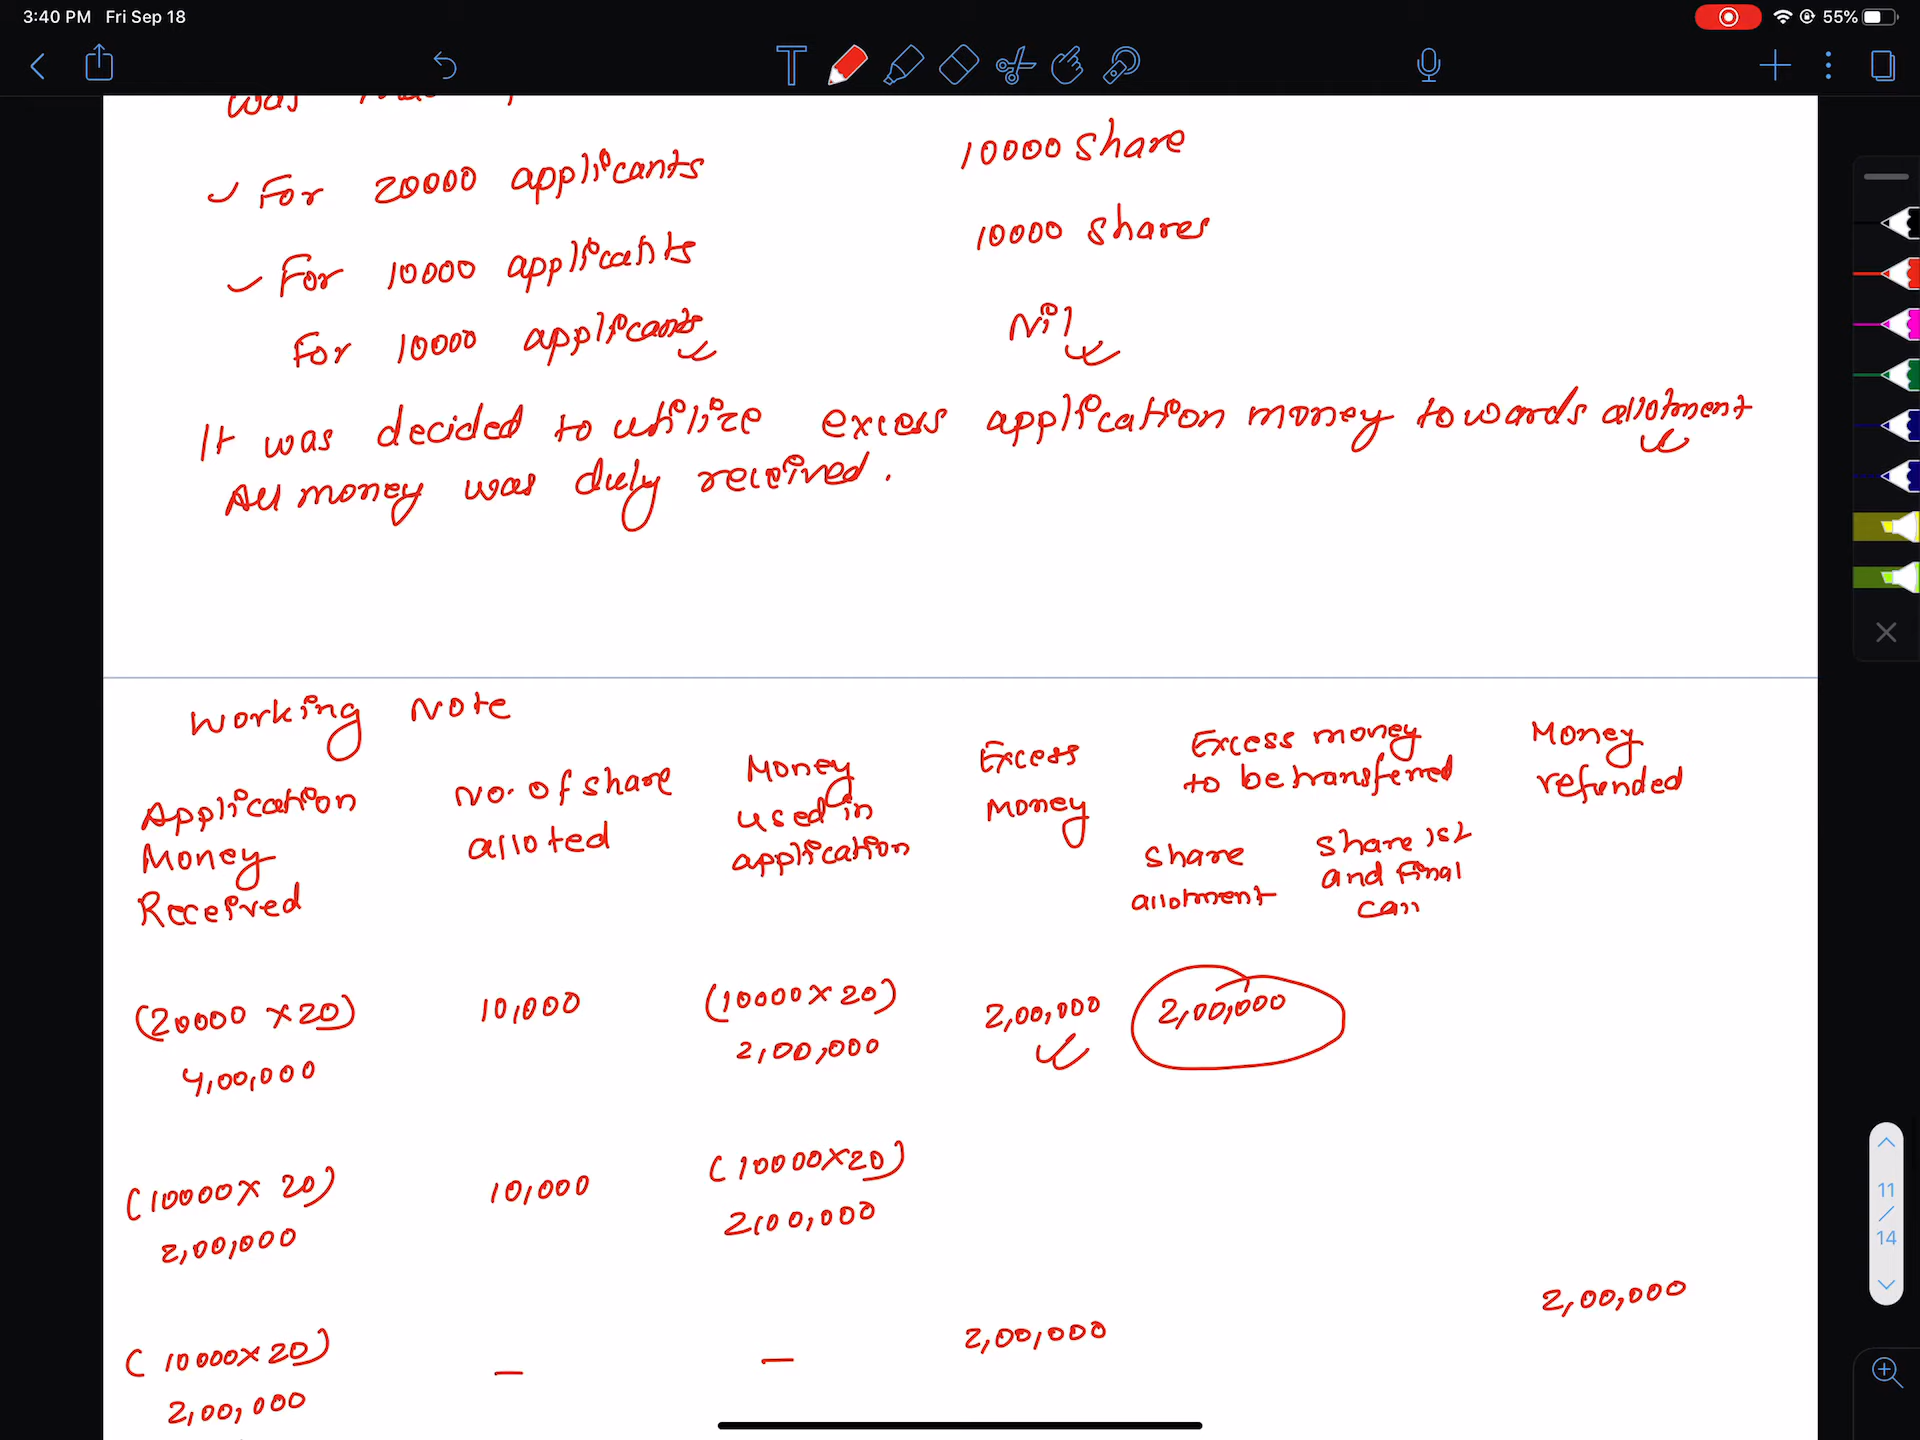 3:40 PM Fri Sep 18
55%
was
For 20000 applicants 10000 share
For 10000 applicants 10000 shares
For 10000 applicants Nil
It was decided to utilize excess application money towards allotment
All money was duly received.
Working Note
Application Money Received
No. of share alloted
Money used in application
Excess Money
Excess money to be transferred
Share allotment
Share 1st and Final call
Money refunded
(20000 × 20) 10,000 (10000 × 20) 2,00,000 2,00,000
4,00,000 2,00,000
(10000 × 20) 10,000 (10000×20)
2,00,000 2,00,000
(10000×20) — — 2,00,000 2,00,000
2,00,000
11
/
14